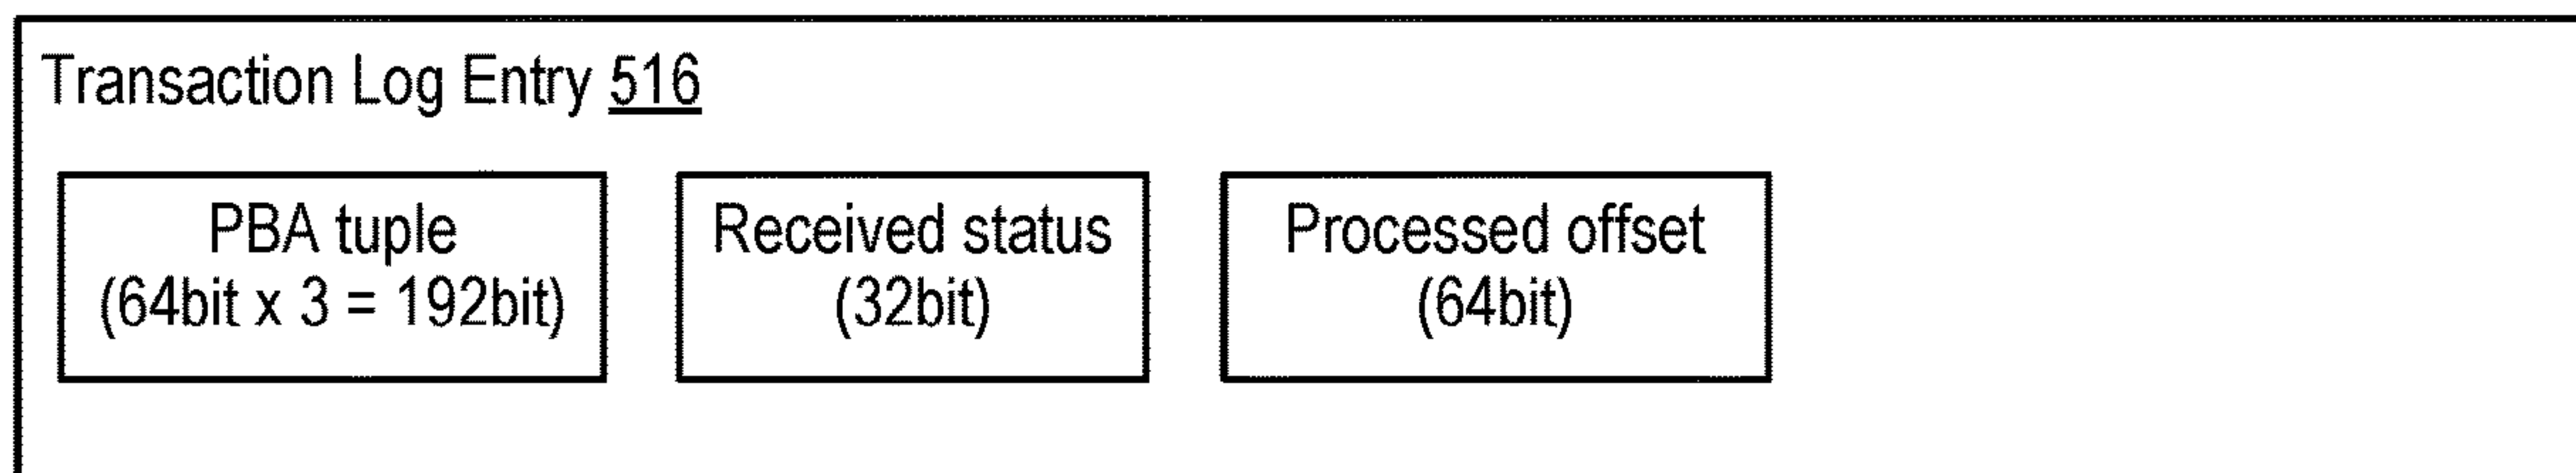 Transaction Log Entry 516
PBA tuple
(64bit x 3 = 192bit)
Received status
(32bit)
Processed offset
(64bit)